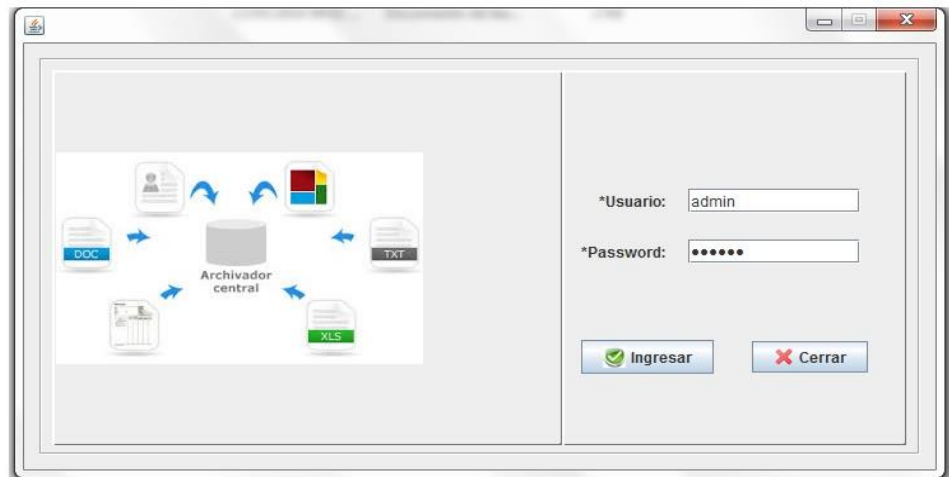 DOC
TXT
Archivador
central
XLS
*Usuario: admin
*Password: ••••••
Ingresar
Cerrar